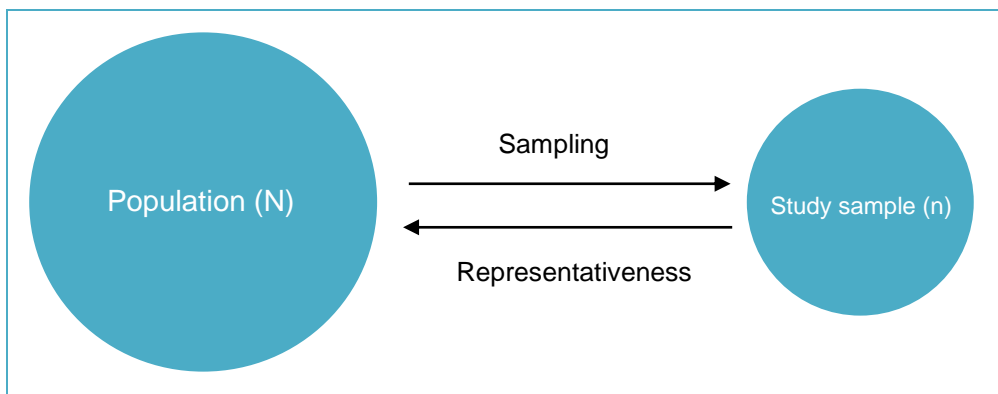 Sampling
Population (N)
Study sample (n)
Representativeness